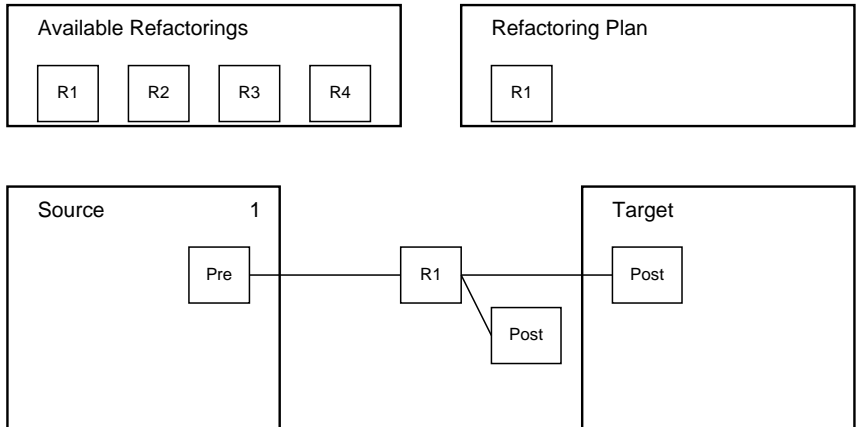 Available Refactorings
R1 R2 R3 R4
Refactoring Plan
R1
Source 1
Target
Pre R1 Post
Post